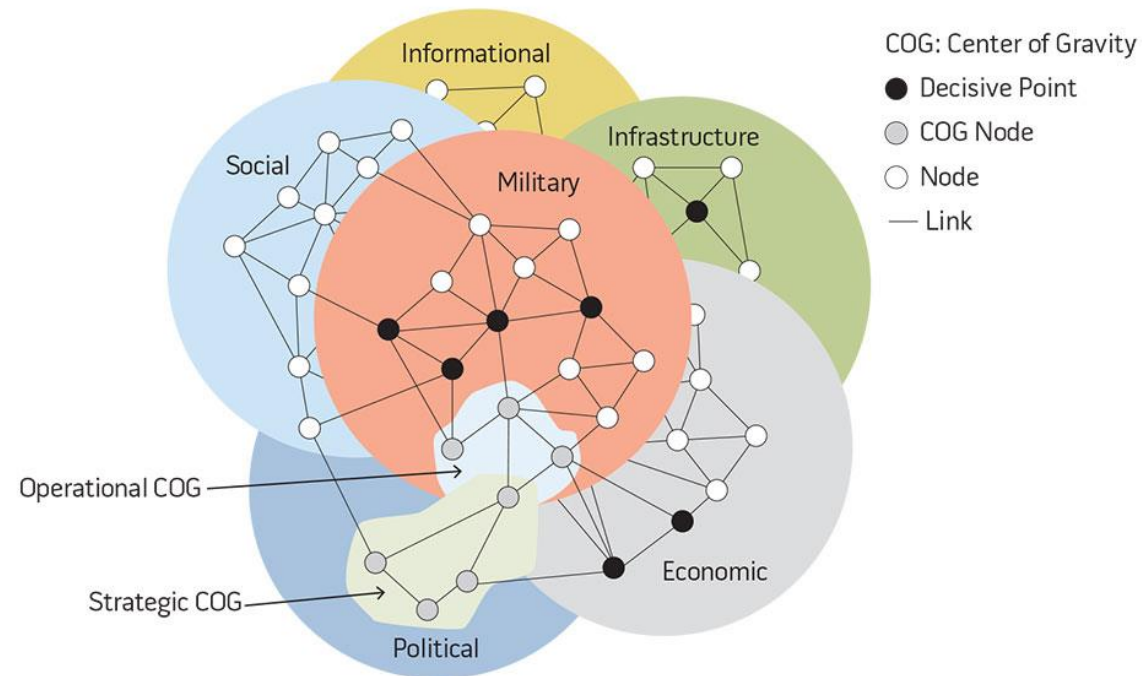 Informational
COG: Center of Gravity
Decisive Point
COG Node
Node
Link
Infrastructure
Social
Military
Operational COG
Economic
Strategic COG
Political